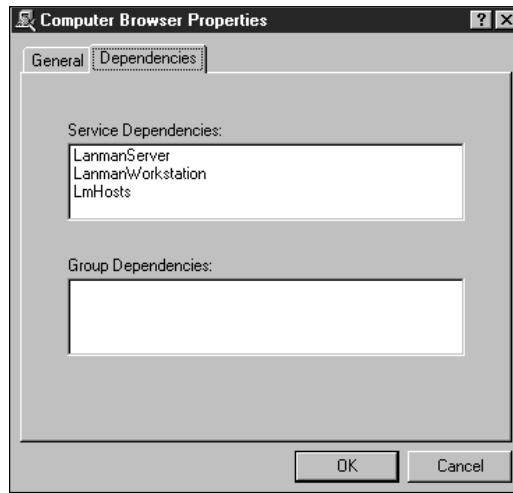 Computer Browser Properties
General Dependencies
Service Dependencies:
LanmanServer
LanmanWorkstation
LmHosts
Group Dependencies:
OK Cancel